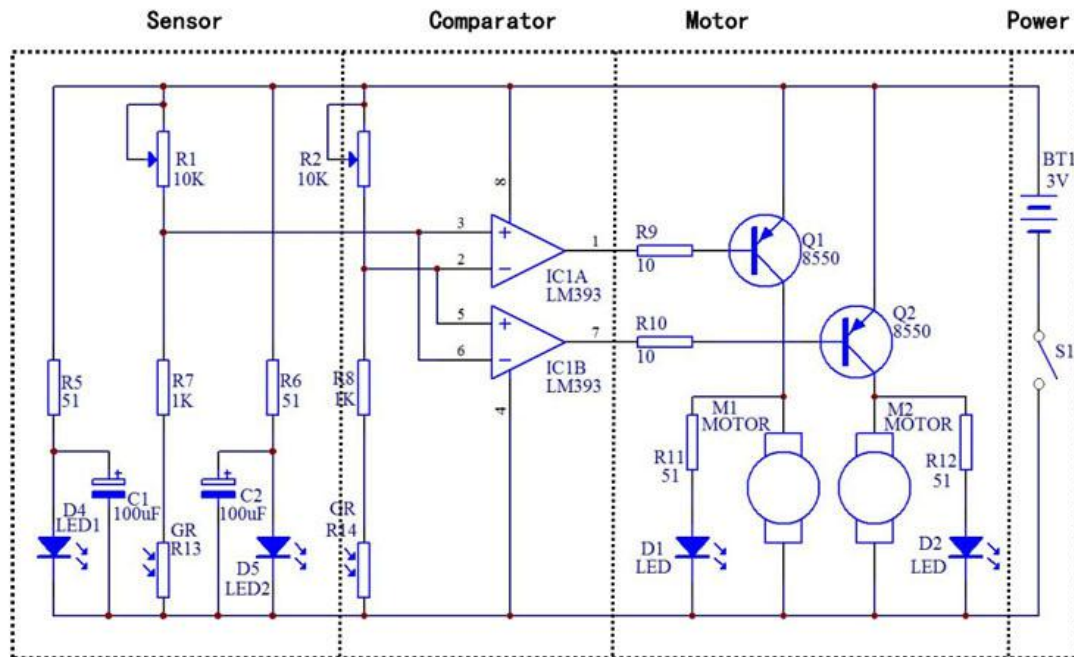 Sensor
Comparator
Motor
Power
R1
10K
R2
10K
8
3
2
1
IC1A
LM393
5
6
7
IC1B
LM393
4
R9
10
R10
10
Q1
8550
Q2
8550
BT1
3V
S1
R5
51
R7
1K
R6
51
R8
1K
C1
100uF
C2
100uF
D4
LED1
GR
R13
D5
LED2
GR
R14
M1
MOTOR
M2
MOTOR
R11
51
R12
51
D1
LED
D2
LED
+
-
+
-
+
+